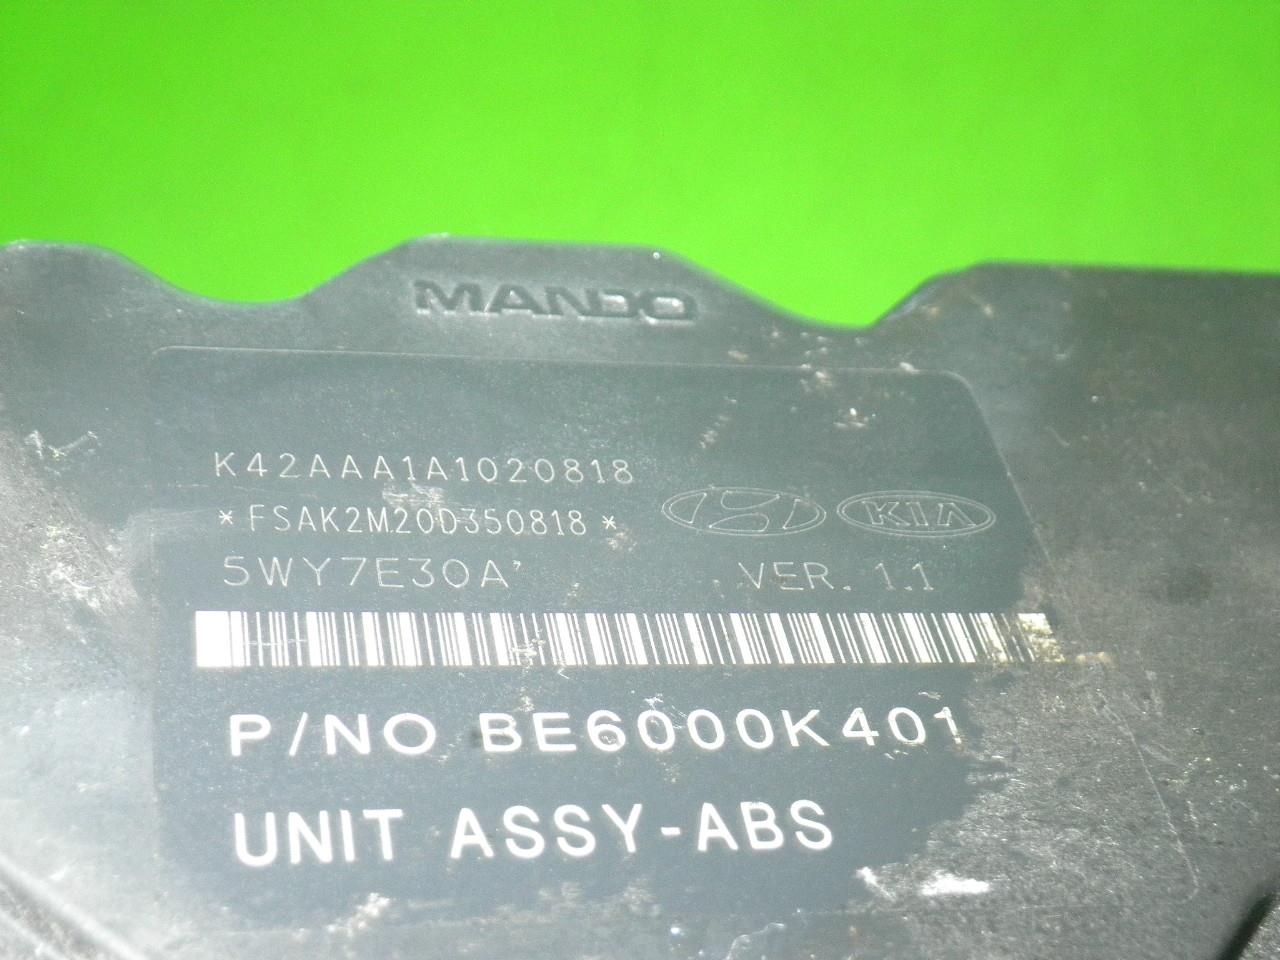 MANDO
K42AAA1A1020818
*FSAK2M20D350818*
KIA
5WY7E30A
VER. 1.1
P/NO BE6000K401
UNIT ASSY-ABS